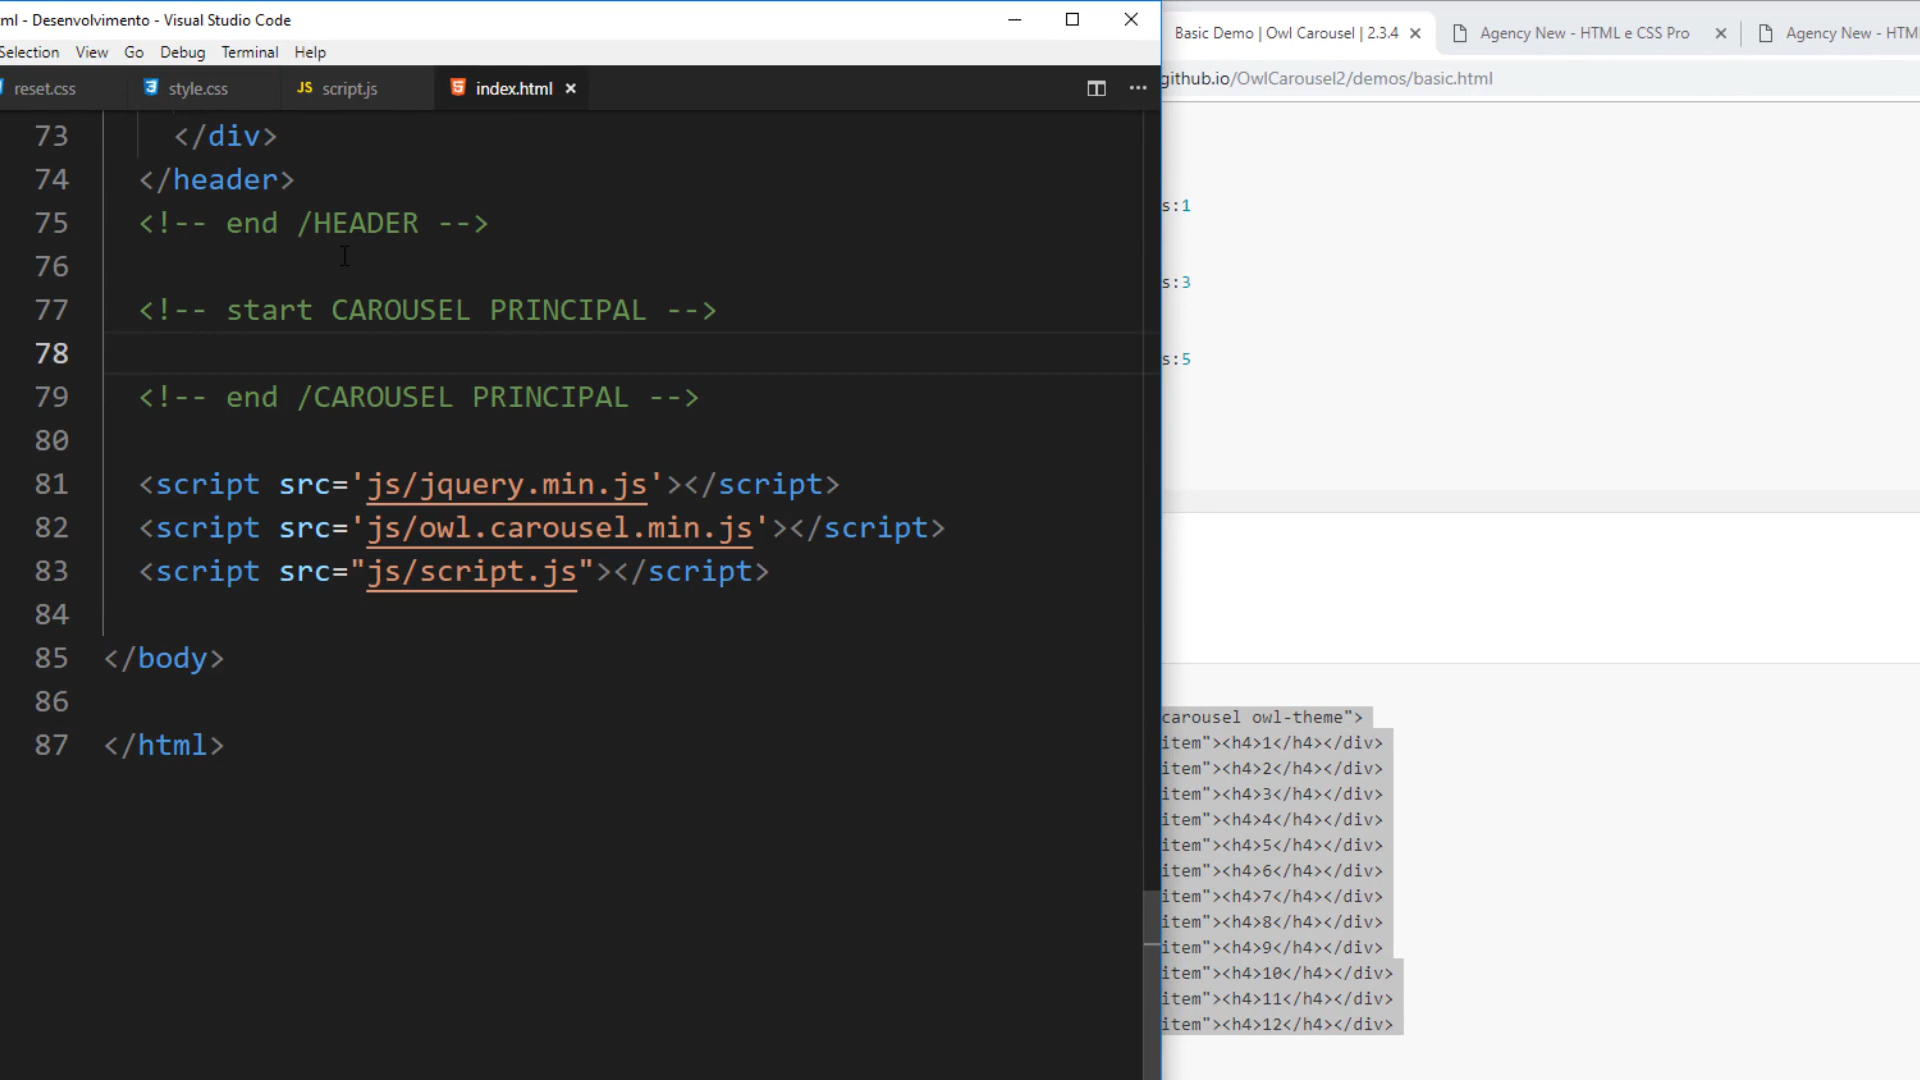 ml - Desenvolvimento - Visual Studio Code
Selection View Go Debug Terminal Help
reset.css style.css JS script.js index.html
73 </div>
74 </header>
75 <!-- end /HEADER -->
76
77 <!-- start CAROUSEL PRINCIPAL -->
78
79 <!-- end /CAROUSEL PRINCIPAL -->
80
81 <script src='js/jquery.min.js'></script>
82 <script src='js/owl.carousel.min.js'></script>
83 <script src="js/script.js"></script>
84
85 </body>
86
87 </html>
Basic Demo | Owl Carousel | 2.3.4 Agency New - HTML e CSS Pro Agency New - HTM
github.io/OwlCarousel2/demos/basic.html
s:1
s:3
s:5
carousel owl-theme">
item"><h4>1</h4></div>
item"><h4>2</h4></div>
item"><h4>3</h4></div>
item"><h4>4</h4></div>
item"><h4>5</h4></div>
item"><h4>6</h4></div>
item"><h4>7</h4></div>
item"><h4>8</h4></div>
item"><h4>9</h4></div>
item"><h4>10</h4></div>
item"><h4>11</h4></div>
item"><h4>12</h4></div>